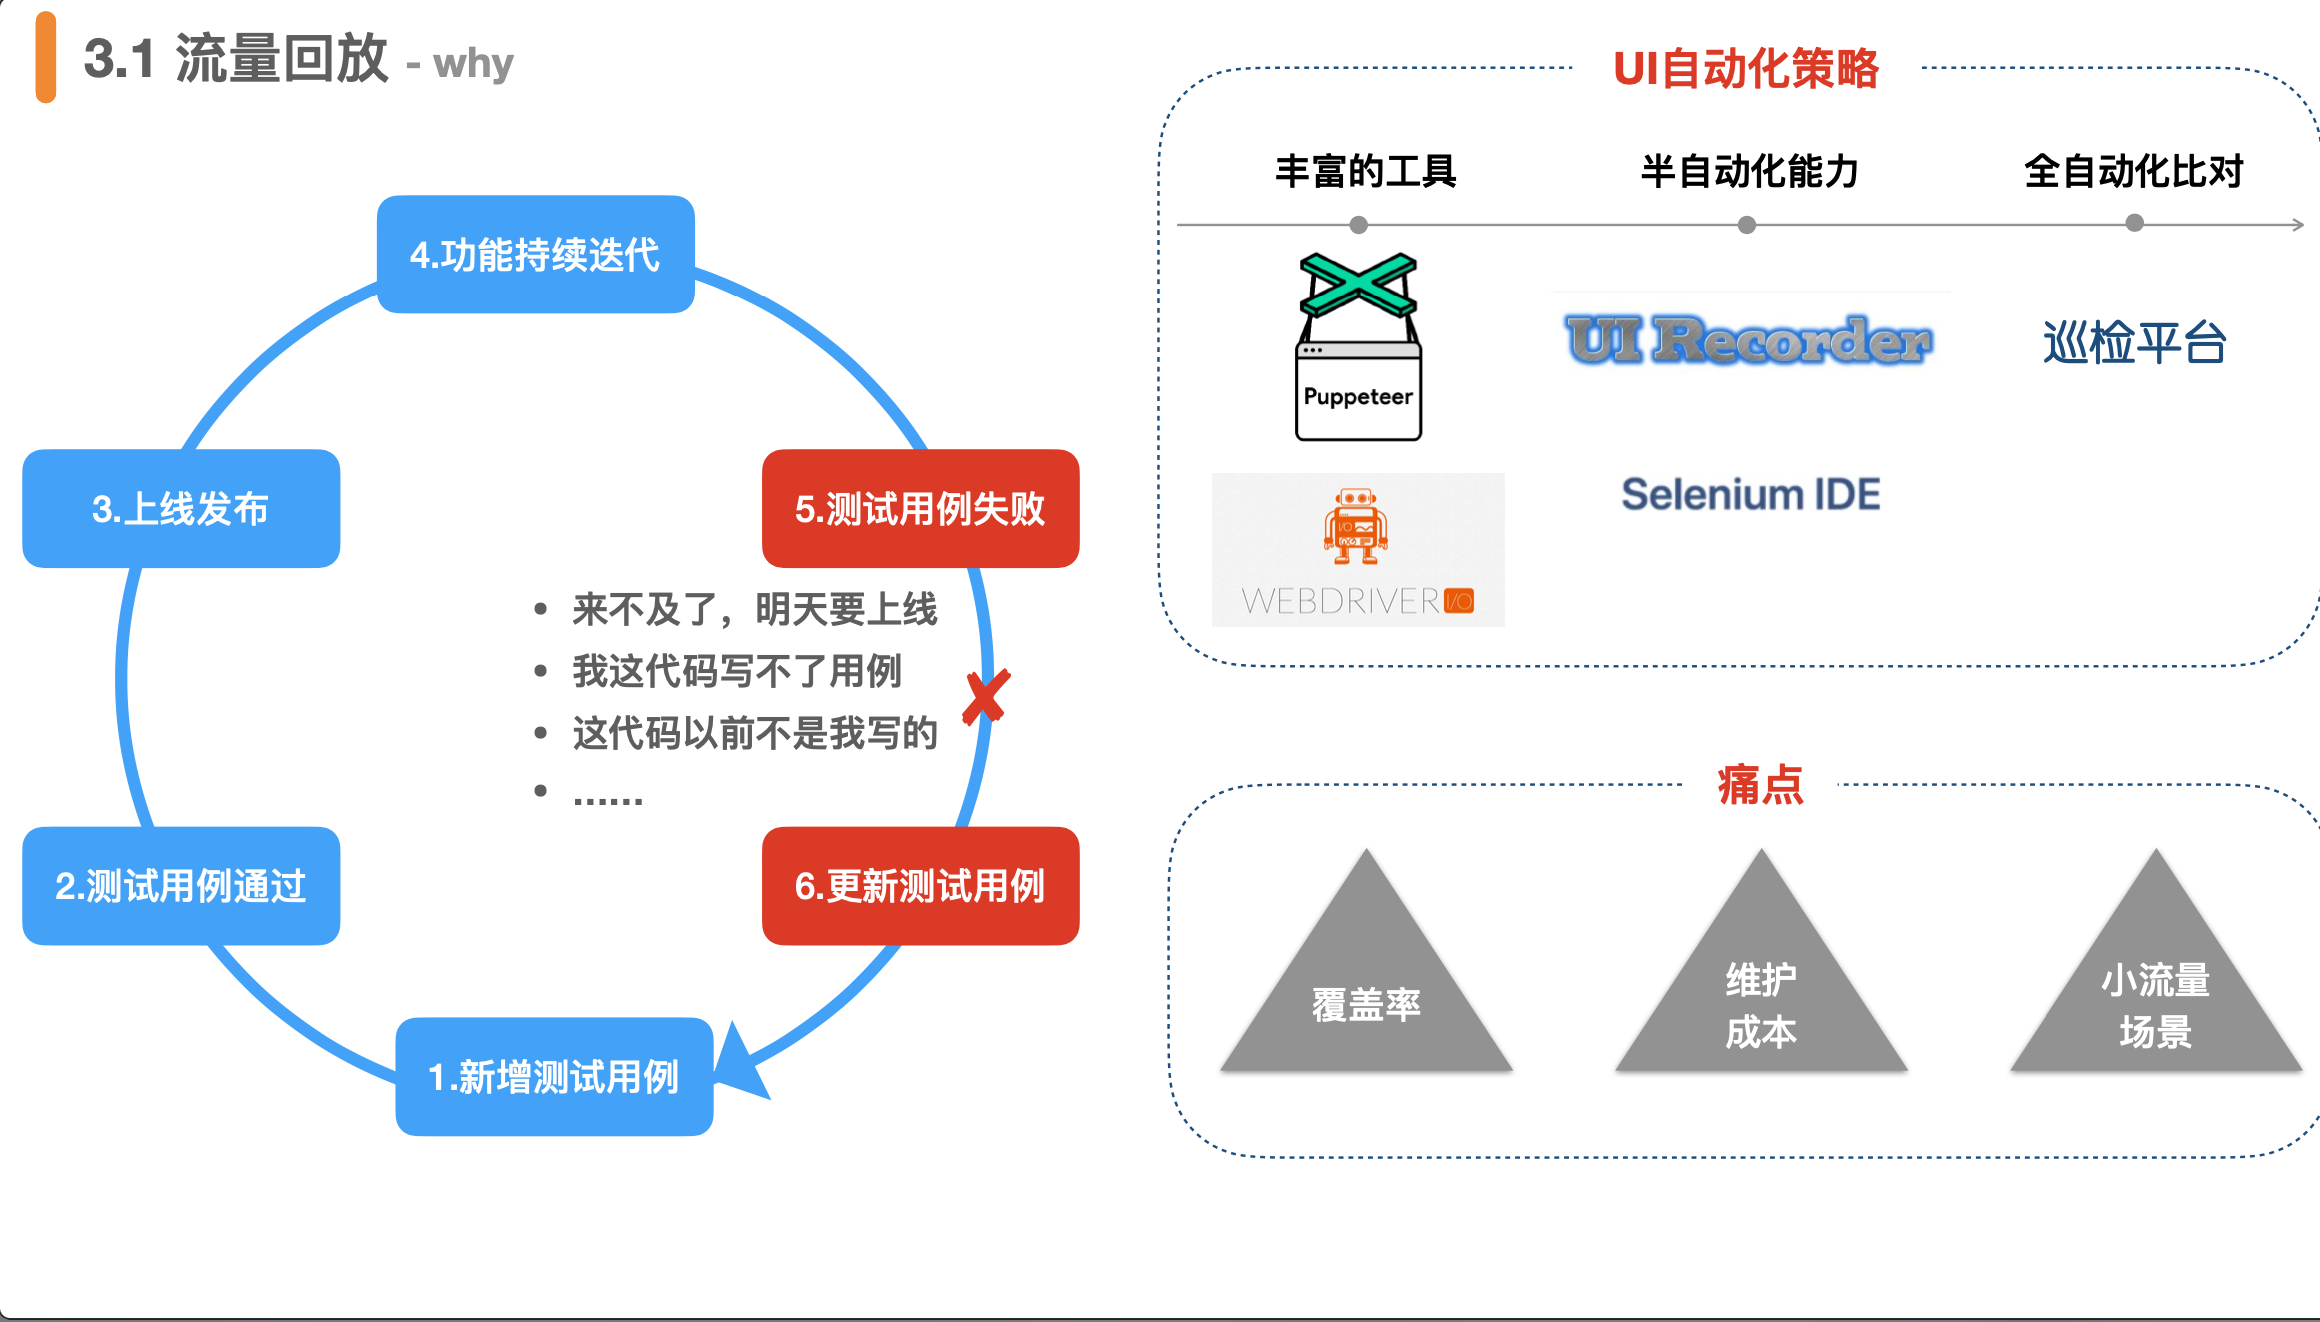 3.1 流量回放 - why
4.功能持续迭代
3.上线发布
5.测试用例失败
• 来不及了，明天要上线
• 我这代码写不了用例
• 这代码以前不是我写的
• ......
2.测试用例通过
6.更新测试用例
1.新增测试用例
UI自动化策略
丰富的工具
半自动化能力
全自动化比对
Puppeteer
UI Recorder
巡检平台
Selenium IDE
WEBDRIVER I/O
痛点
覆盖率
维护
成本
小流量
场景